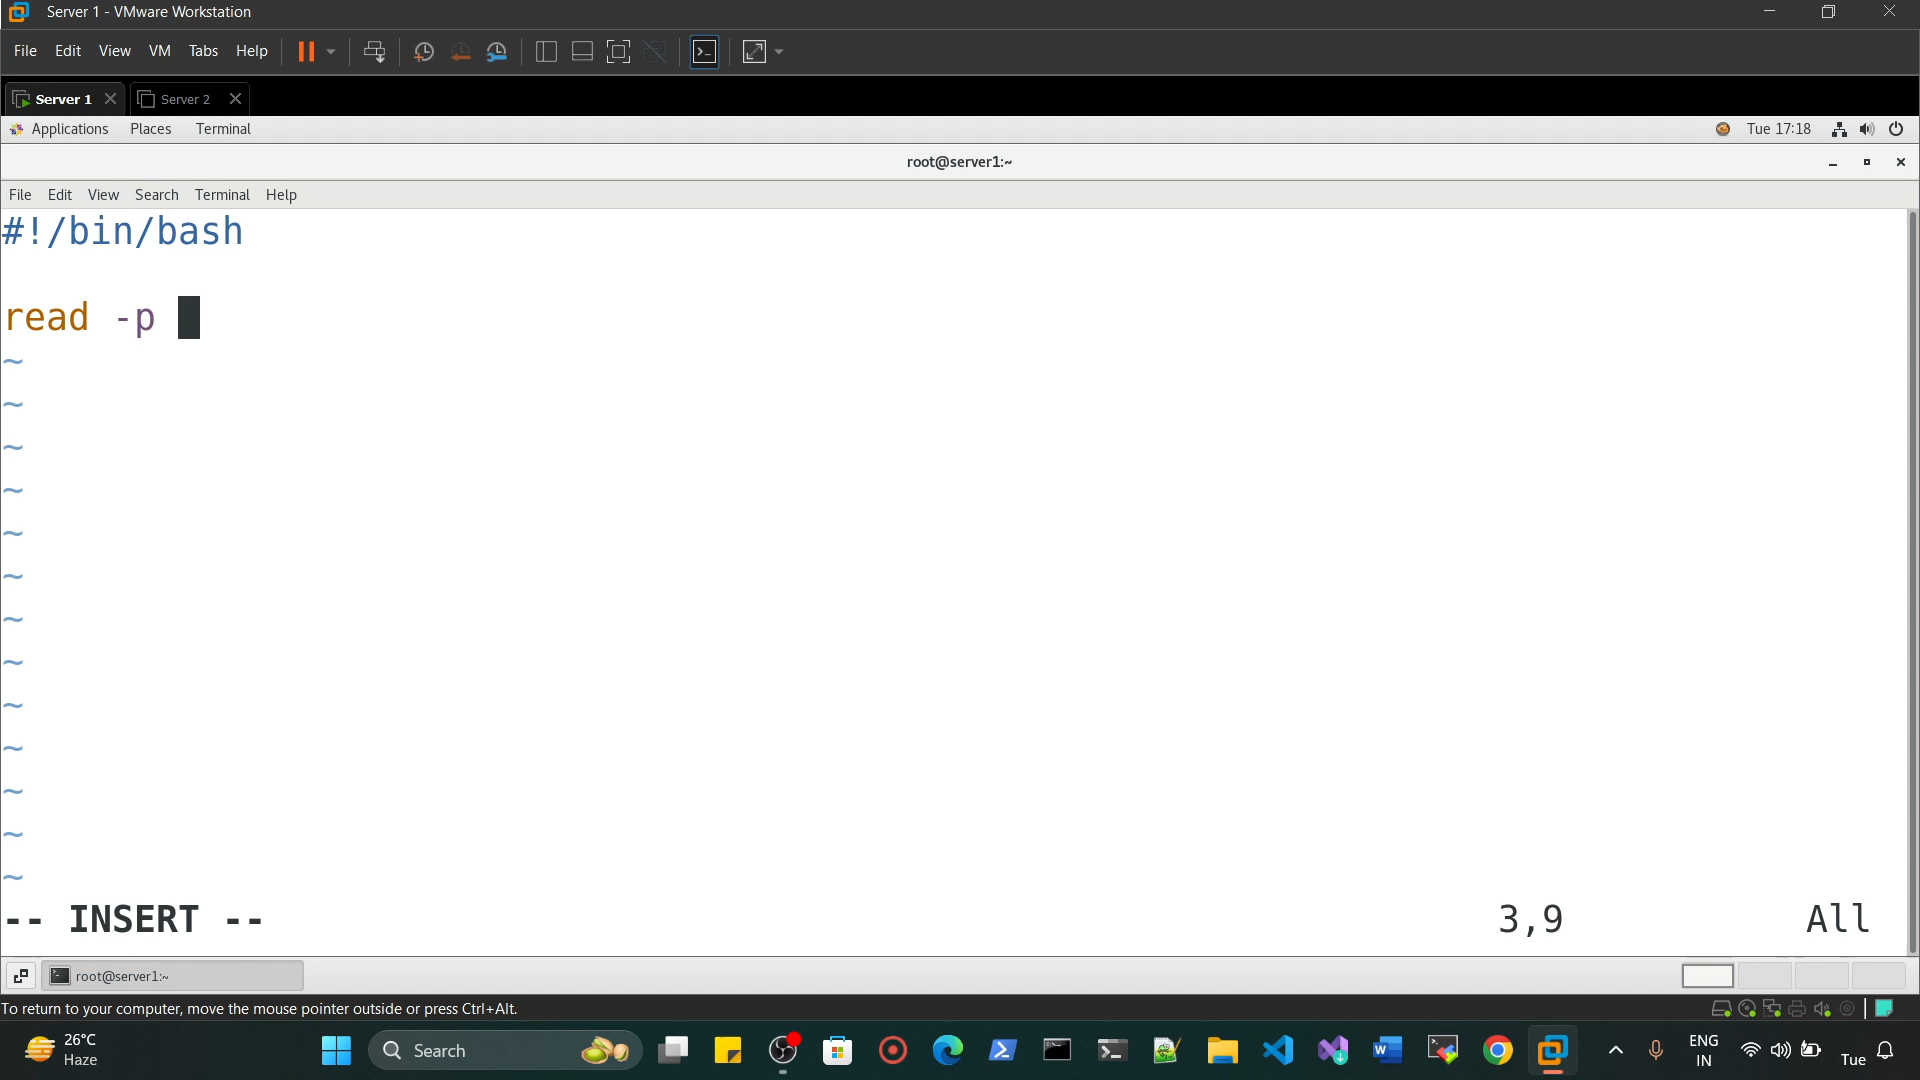 Server 1 - VMware Workstation
File Edit View VM Tabs Help
Server 1 Server 2
Applications Places Terminal Tue 17:18
root@server1:~
File Edit View Search Terminal Help
#!/bin/bash
read -p
~
~
~
~
~
~
~
~
~
~
~
~
~
-- INSERT -- 3,9 All
root@server1:~
To return to your computer, move the mouse pointer outside or press Ctrl+Alt.
26°C
Haze
Search
ENG
IN
Tue